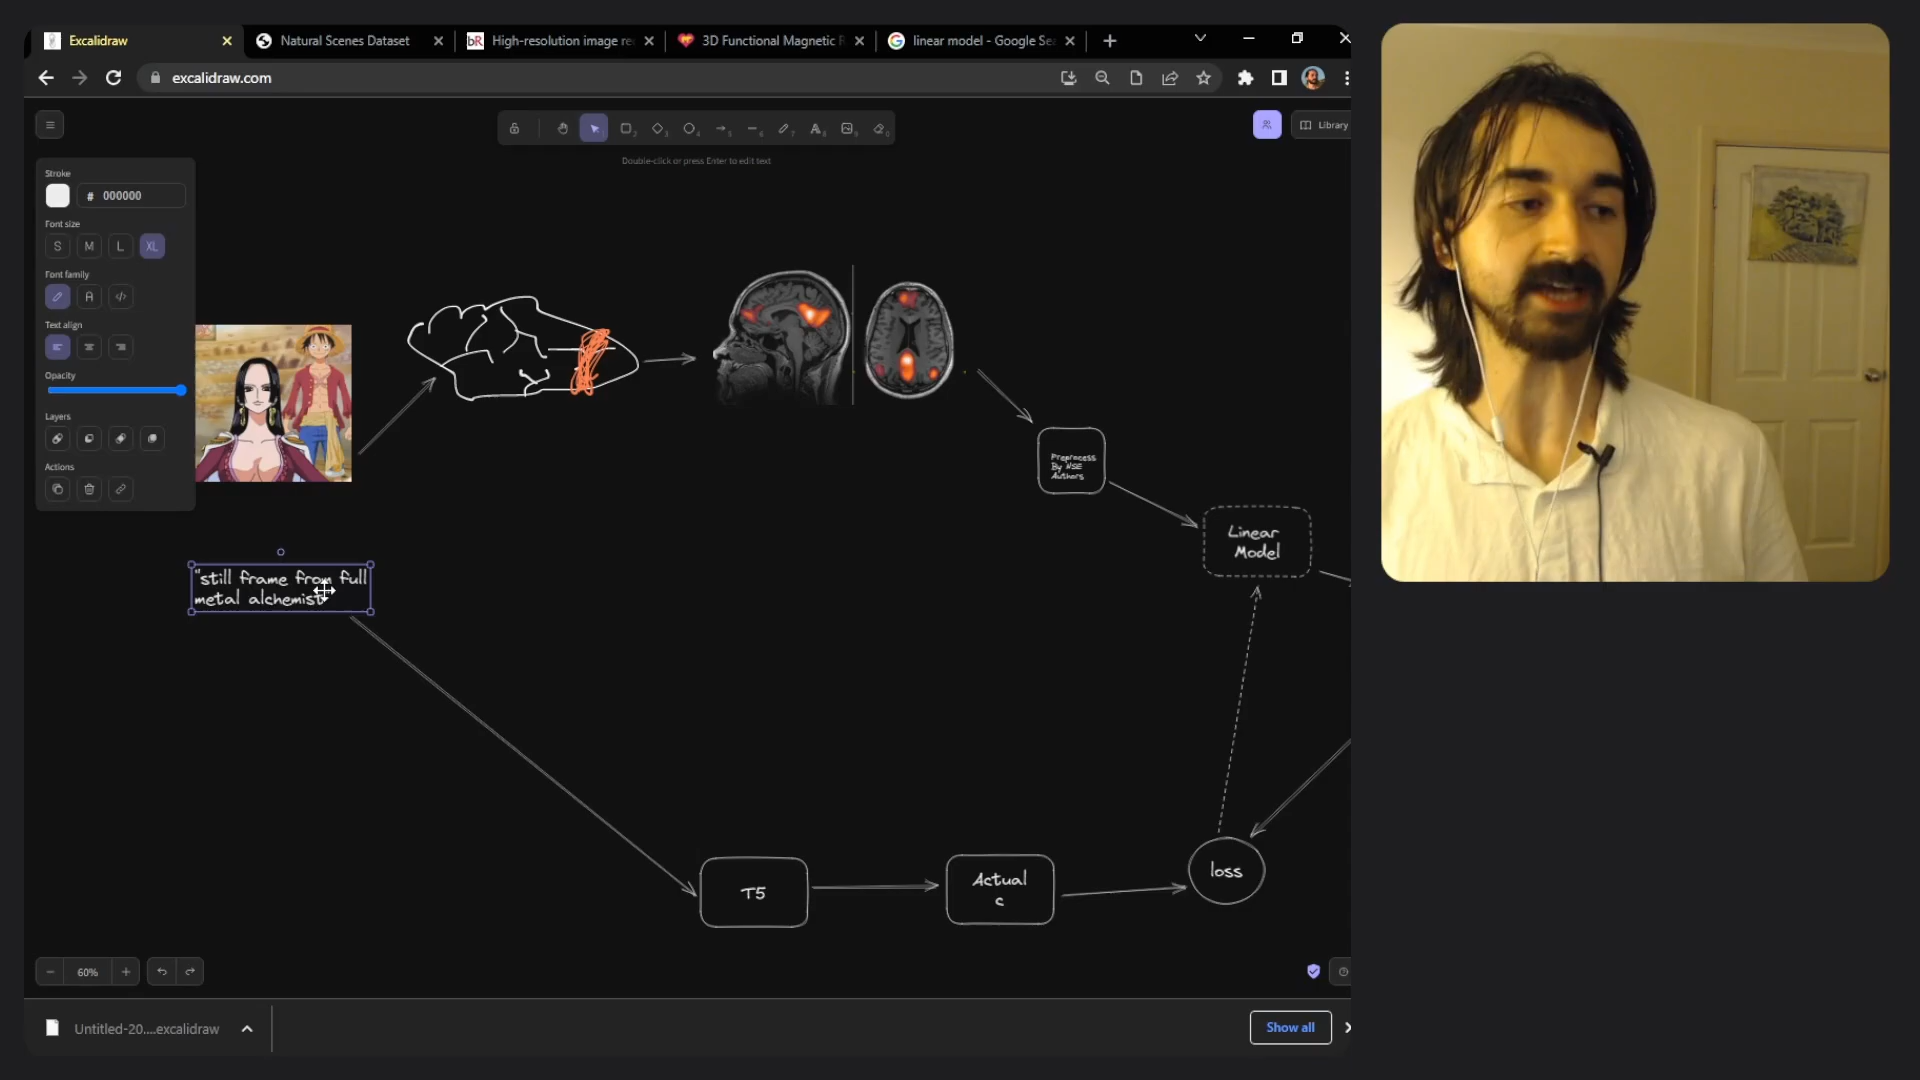 Excalidraw
Natural Scenes Dataset
High-resolution image re
3D Functional Magnetic R
linear model - Google Se
excalidraw.com
Library
Double-click or press Enter to edit text
Stroke
# 000000
Font size
S M L XL
Font family
A
Text align
Opacity
Layers
Actions
Preprocess
By NSE
Authors
Linear
Model
"still frame from full
metal alchemist
T5
Actual
c
loss
60%
Untitled-20....excalidraw
Show all